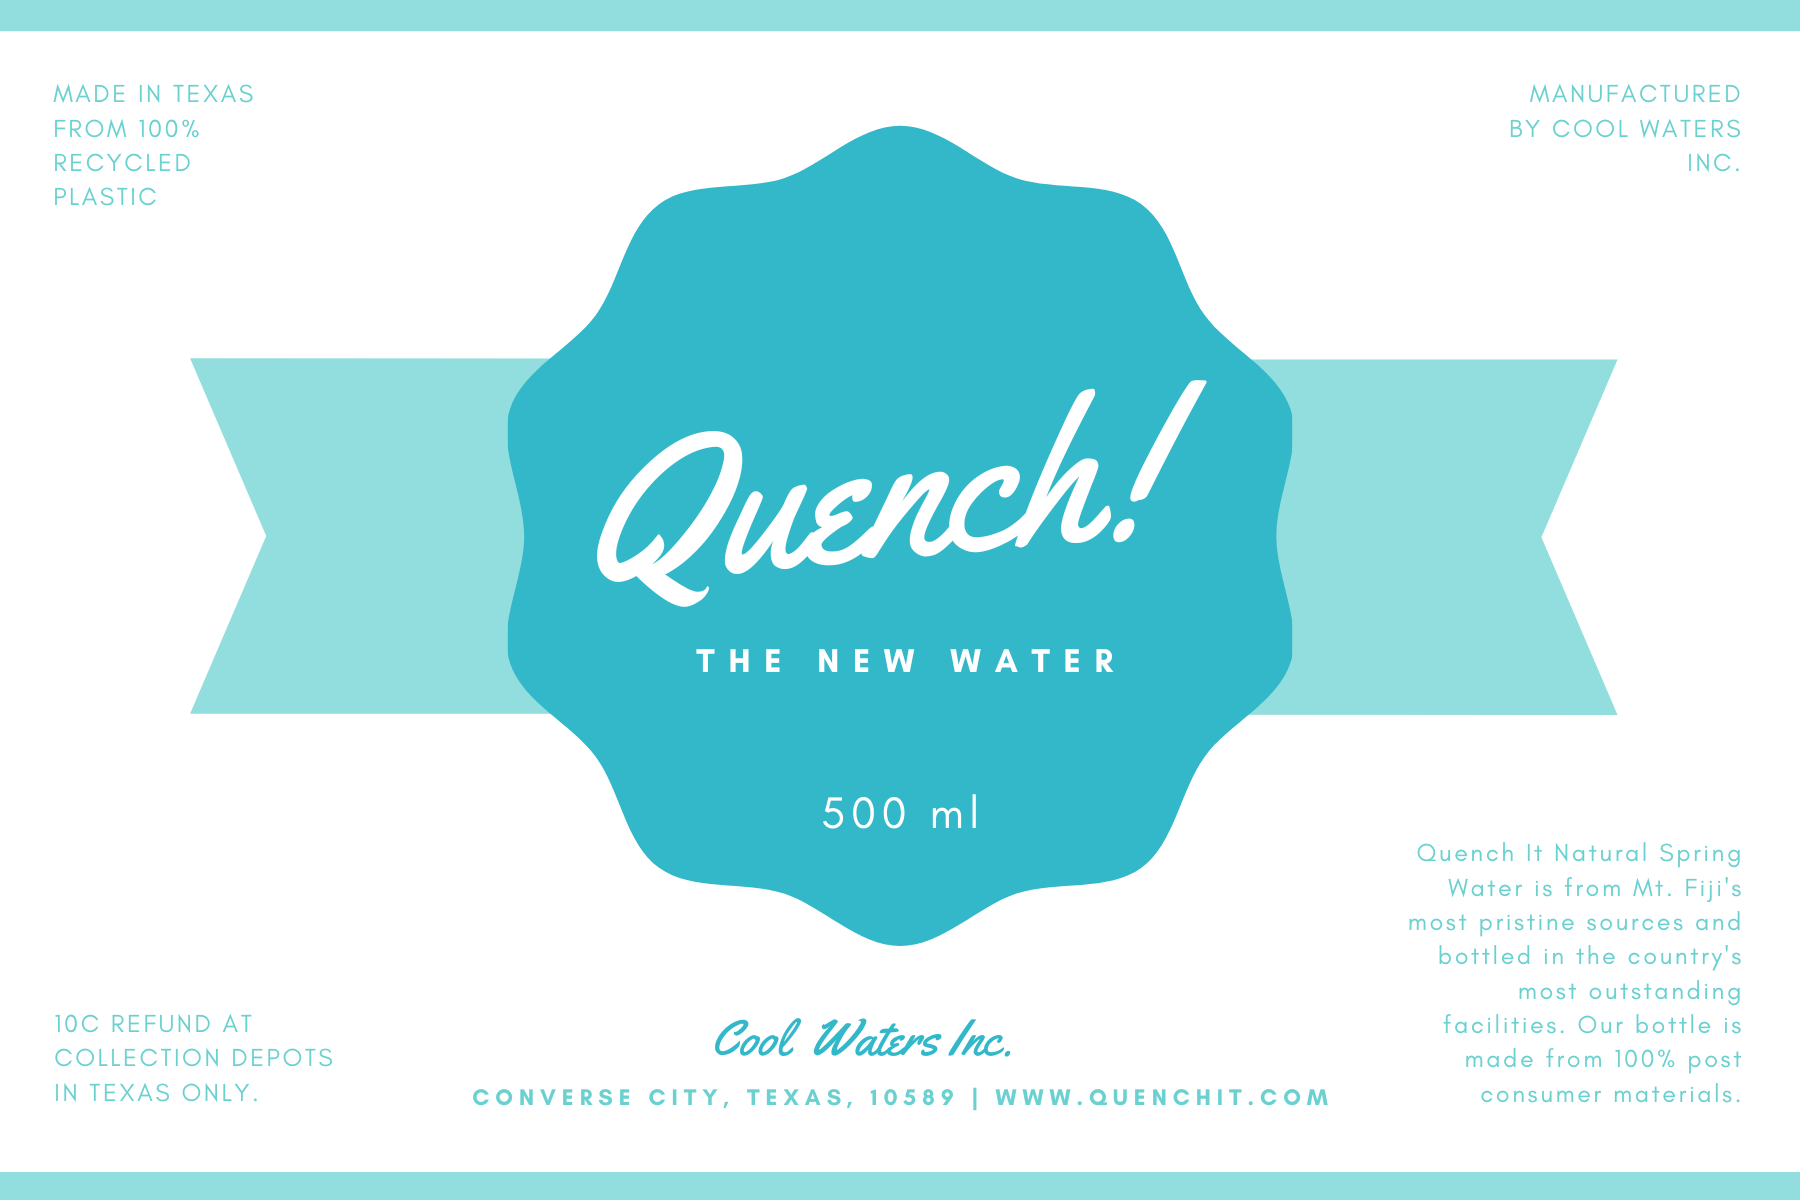 MADE IN TEXAS
FROM 100%
RECYCLED
PLASTIC
MANUFACTURED
BY COOL WATERS
INC.
Quench!
THE NEW WATER
500 ml
Quench It Natural Spring
Water is from Mt. Fiji's
most pristine sources and
bottled in the country's
most outstanding
facilities. Our bottle is
made from 100% post
consumer materials.
10C REFUND AT
COLLECTION DEPOTS
IN TEXAS ONLY.
Cool Waters Inc.
CONVERSE CITY, TEXAS, 10589 | WWW.QUENCHIT.COM